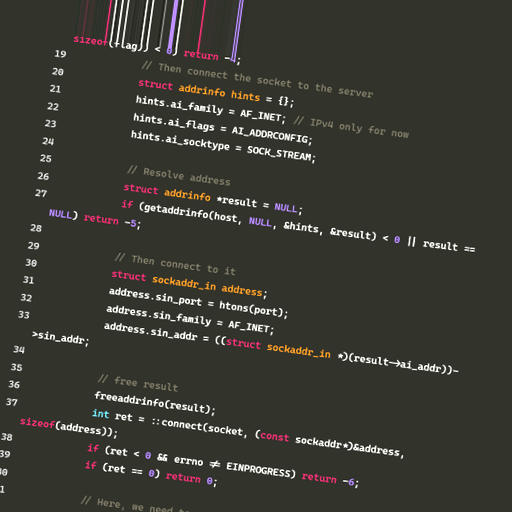 sizeof(flag)) < 0) return -4;
19 // Then connect the socket to the server
20 struct addrinfo hints = {};
21 hints.ai_family = AF_INET; // IPv4 only for now
22 hints.ai_flags = AI_ADDRCONFIG;
23 hints.ai_socktype = SOCK_STREAM;
24
25 // Resolve address
26 struct addrinfo *result = NULL;
27 if (getaddrinfo(host, NULL, &hints, &result) < 0 || result ==
NULL) return -5;
28
29 // Then connect to it
30 struct sockaddr_in address;
31 address.sin_port = htons(port);
32 address.sin_family = AF_INET;
33 address.sin_addr = ((struct sockaddr_in *)(result->ai_addr))-
>sin_addr;
34
35 // free result
36 freeaddrinfo(result);
37 int ret = ::connect(socket, (const sockaddr*)&address,
sizeof(address));
38 if (ret < 0 && errno != EINPROGRESS) return -6;
39 if (ret == 0) return 0;
0
1 // Here, we need